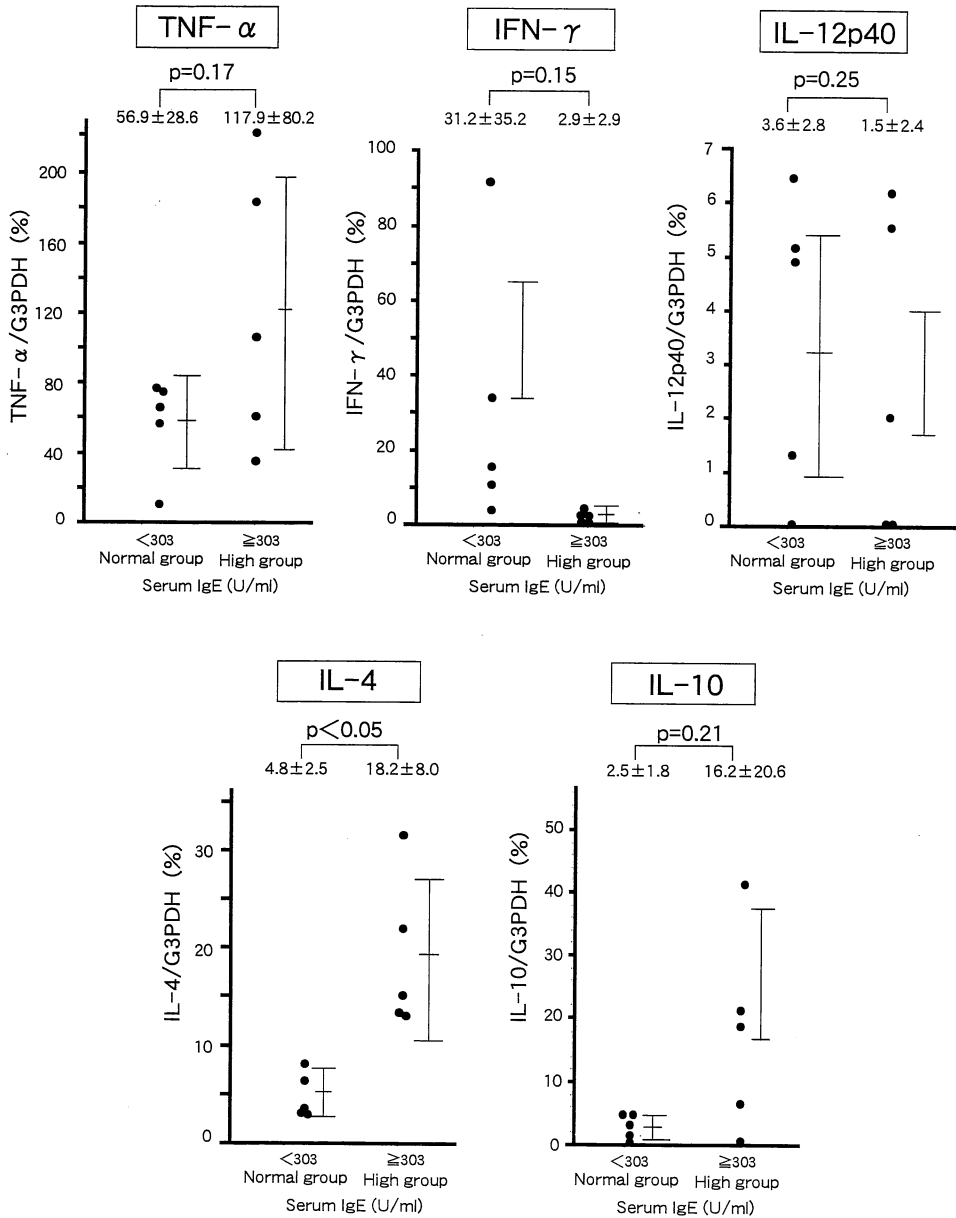 TNF-α
p=0.17
56.9±28.6 117.9±80.2
TNF-α/G3PDH (%)
200
160
120
80
40
0
<303 ≧303
Normal group High group
Serum IgE (U/ml)
IFN-γ
p=0.15
31.2±35.2 2.9±2.9
IFN-γ/G3PDH (%)
100
80
60
40
20
0
<303 ≧303
Normal group High group
Serum IgE (U/ml)
IL-12p40
p=0.25
3.6±2.8 1.5±2.4
IL-12p40/G3PDH (%)
7
6
5
4
3
2
1
0
<303 ≧303
Normal group High group
Serum IgE (U/ml)
IL-4
p<0.05
4.8±2.5 18.2±8.0
IL-4/G3PDH (%)
30
20
10
0
<303 ≧303
Normal group High group
Serum IgE (U/ml)
IL-10
p=0.21
2.5±1.8 16.2±20.6
IL-10/G3PDH (%)
50
40
30
20
10
0
<303 ≧303
Normal group High group
Serum IgE (U/ml)